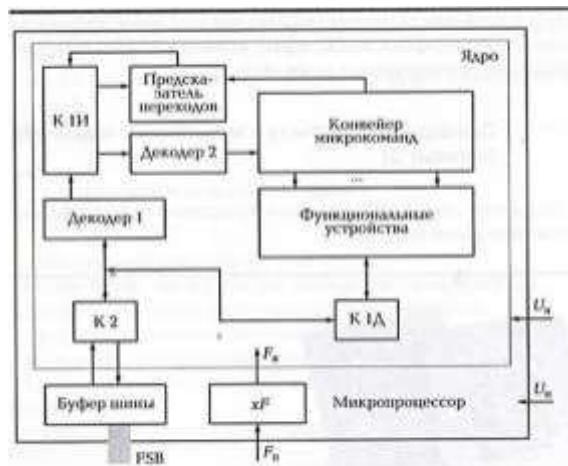 Ядро
К 1И
Предска-
затель
переходов
Конвейер
микрокоманд
Декодер 2
...
Декодер 1
Функциональные
устройства
К 2
К 1Д
Uя
Fя
Uп
Буфер шины
xF
Микропроцессор
FSB
Fп